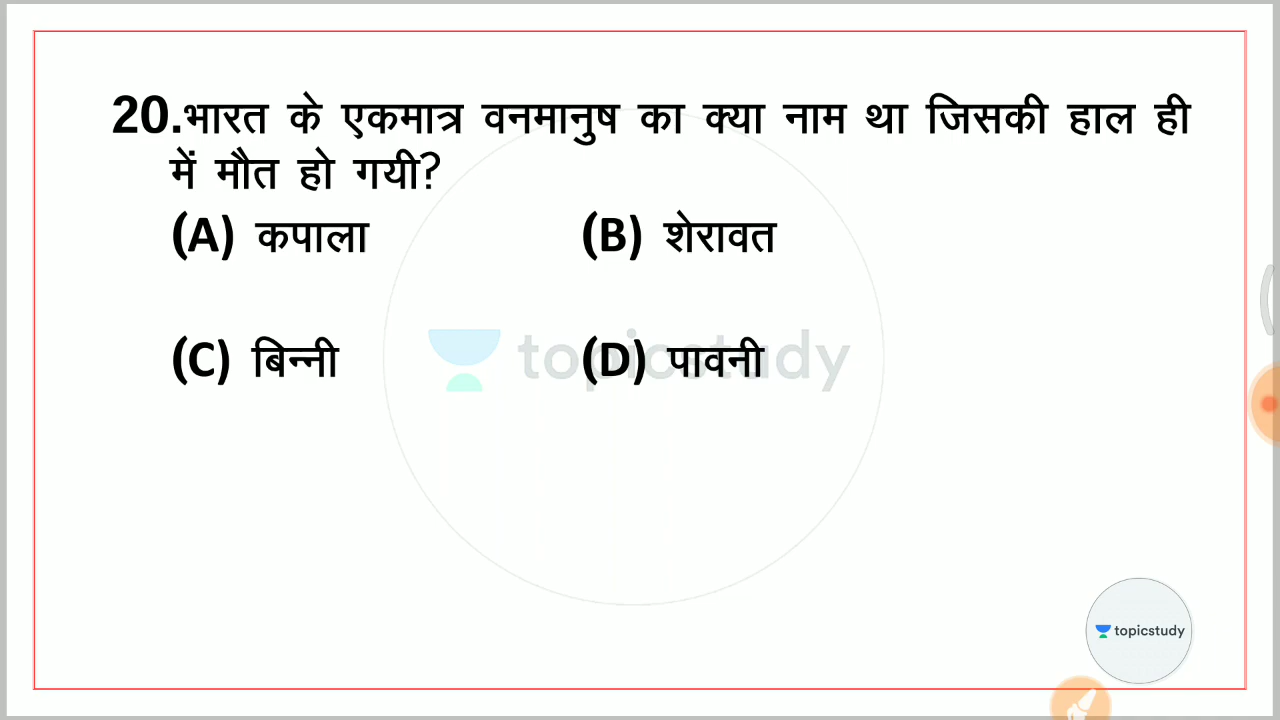 20.भारत के एकमात्र वनमानुष का क्या नाम था जिसकी हाल ही
में मौत हो गयी?
(A) कपाला (B) शेरावत
(C) बिन्नी (D) पावनी
topicstudy
topicstudy